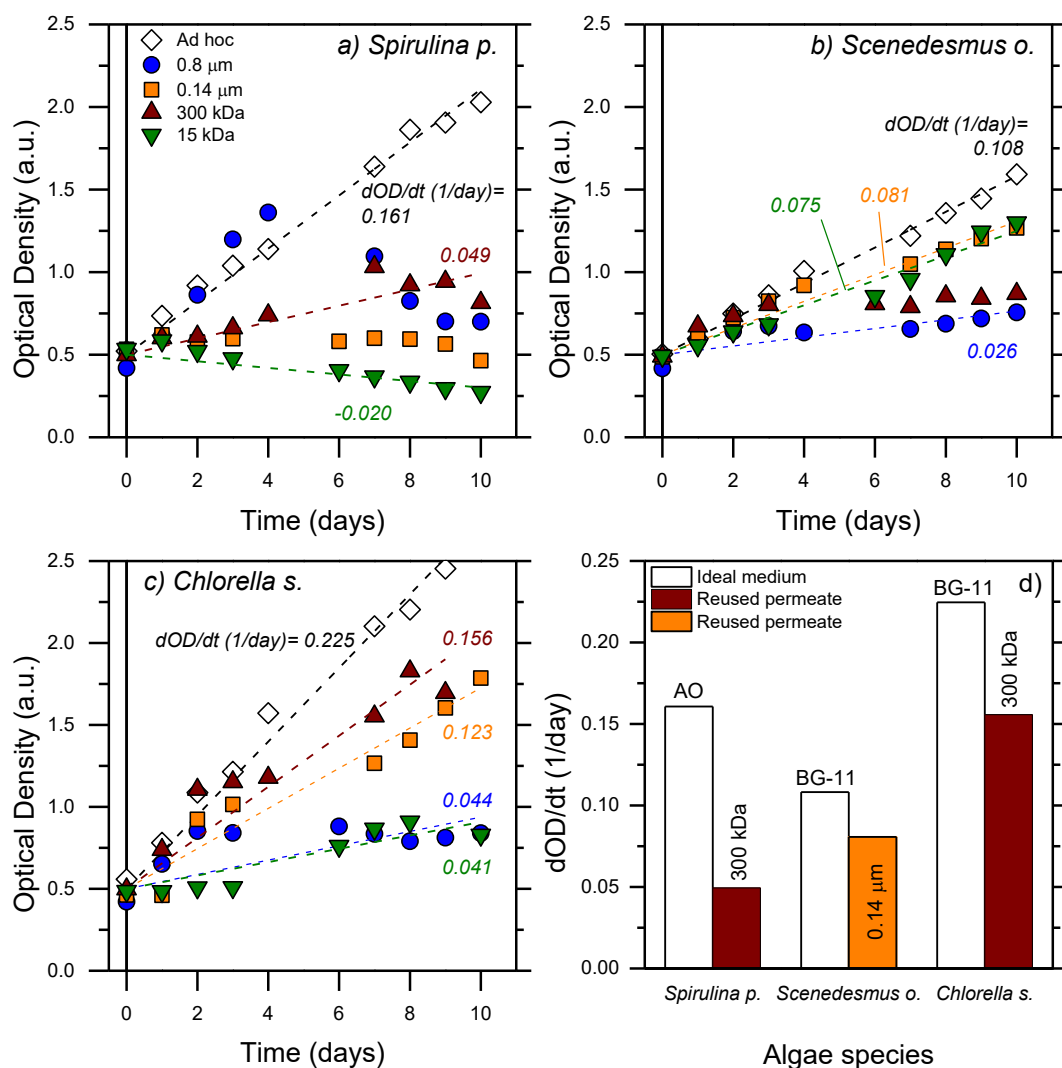 a) Spirulina p.
Ad hoc
0.8 μm
0.14 μm
300 kDa
15 kDa
dOD/dt (1/day)=
0.161
0.049
-0.020
2.5
2.0
1.5
1.0
0.5
0.0
Optical Density (a.u.)
0 2 4 6 8 10
Time (days)
b) Scenedesmus o.
dOD/dt (1/day)=
0.108
0.081
0.075
0.026
2.5
2.0
1.5
1.0
0.5
0.0
Optical Density (a.u.)
0 2 4 6 8 10
Time (days)
c) Chlorella s.
dOD/dt (1/day)= 0.225
0.156
0.123
0.044
0.041
2.5
2.0
1.5
1.0
0.5
0.0
Optical Density (a.u.)
0 2 4 6 8 10
Time (days)
d)
Ideal medium
Reused permeate
Reused permeate
AO
300 kDa
BG-11
0.14 μm
BG-11
300 kDa
0.25
0.20
0.15
0.10
0.05
0.00
dOD/dt (1/day)
Spirulina p. Scenedesmus o. Chlorella s.
Algae species